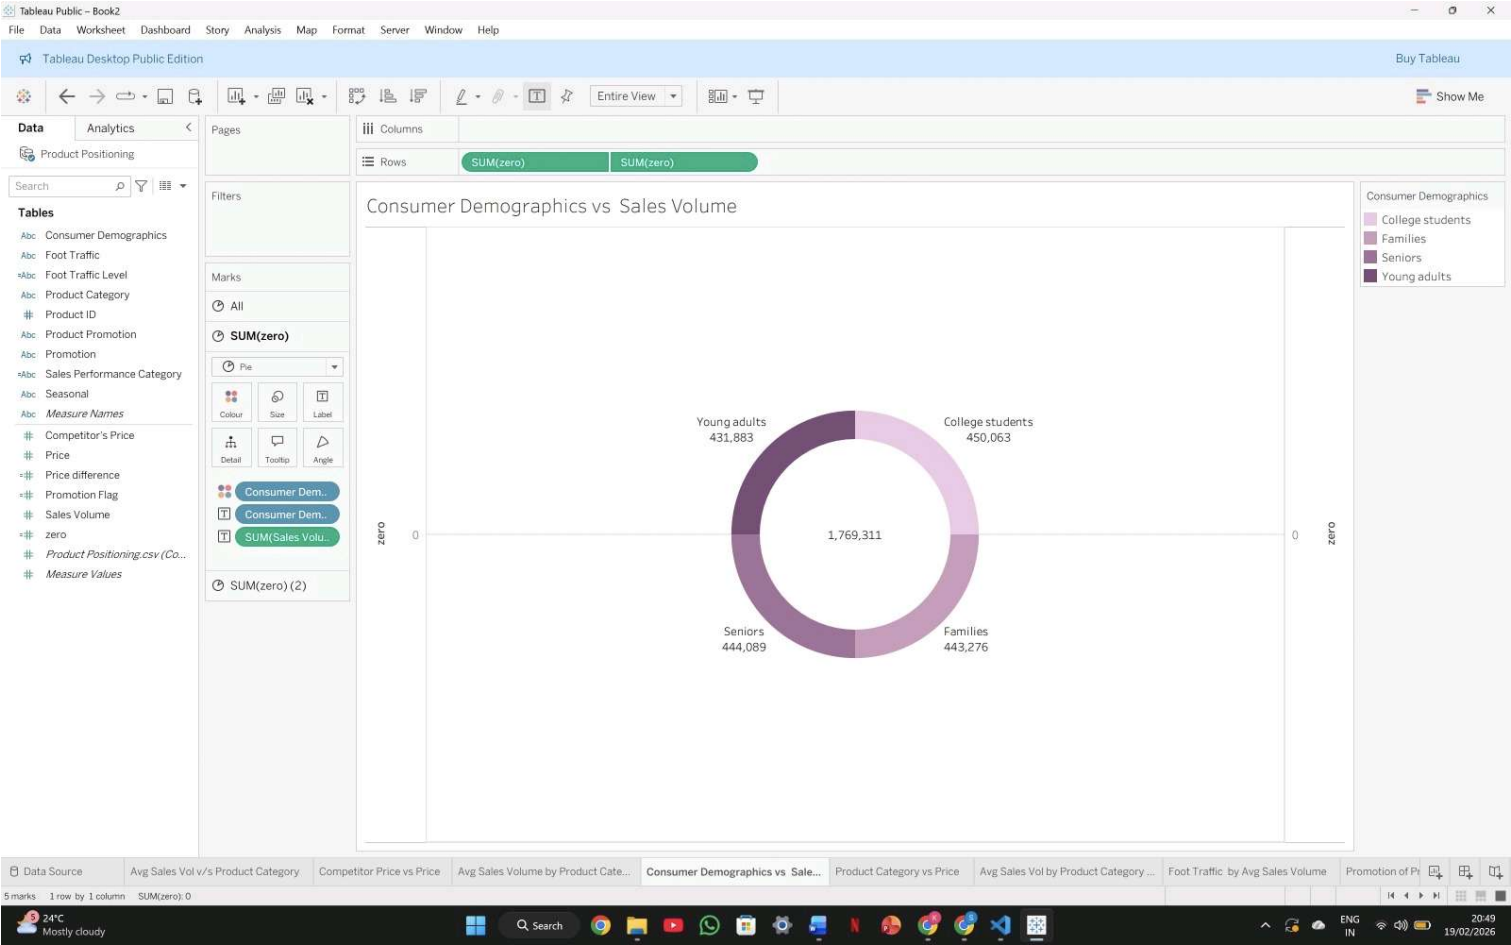 Tableau Public – Book2
File Data Worksheet Dashboard Story Analysis Map Format Server Window Help
Tableau Desktop Public Edition Buy Tableau
Entire View Show Me
Data Analytics
Product Positioning
Search
Tables
Abc Consumer Demographics
Abc Foot Traffic
=Abc Foot Traffic Level
Abc Product Category
# Product ID
Abc Product Promotion
Abc Promotion
=Abc Sales Performance Category
Abc Seasonal
Abc Measure Names
# Competitor's Price
# Price
=# Price difference
=# Promotion Flag
# Sales Volume
=# zero
# Product Positioning.csv (Co...
# Measure Values
Pages
Filters
Marks
All
SUM(zero)
Pie
Colour Size Label
Detail Tooltip Angle
Consumer Dem..
Consumer Dem..
SUM(Sales Volu..
SUM(zero) (2)
Columns
Rows SUM(zero) SUM(zero)
Consumer Demographics vs Sales Volume
Young adults
431,883
College students
450,063
zero 0
1,769,311
0 zero
Seniors
444,089
Families
443,276
Consumer Demographics
College students
Families
Seniors
Young adults
Data Source Avg Sales Vol v/s Product Category Competitor Price vs Price Avg Sales Volume by Product Cate... Consumer Demographics vs Sale... Product Category vs Price Avg Sales Vol by Product Category ... Foot Traffic by Avg Sales Volume Promotion of Pr
5 marks 1 row by 1 column SUM(zero): 0
5
24°C
Mostly cloudy
Search
ENG
IN
20:49
19/02/2026